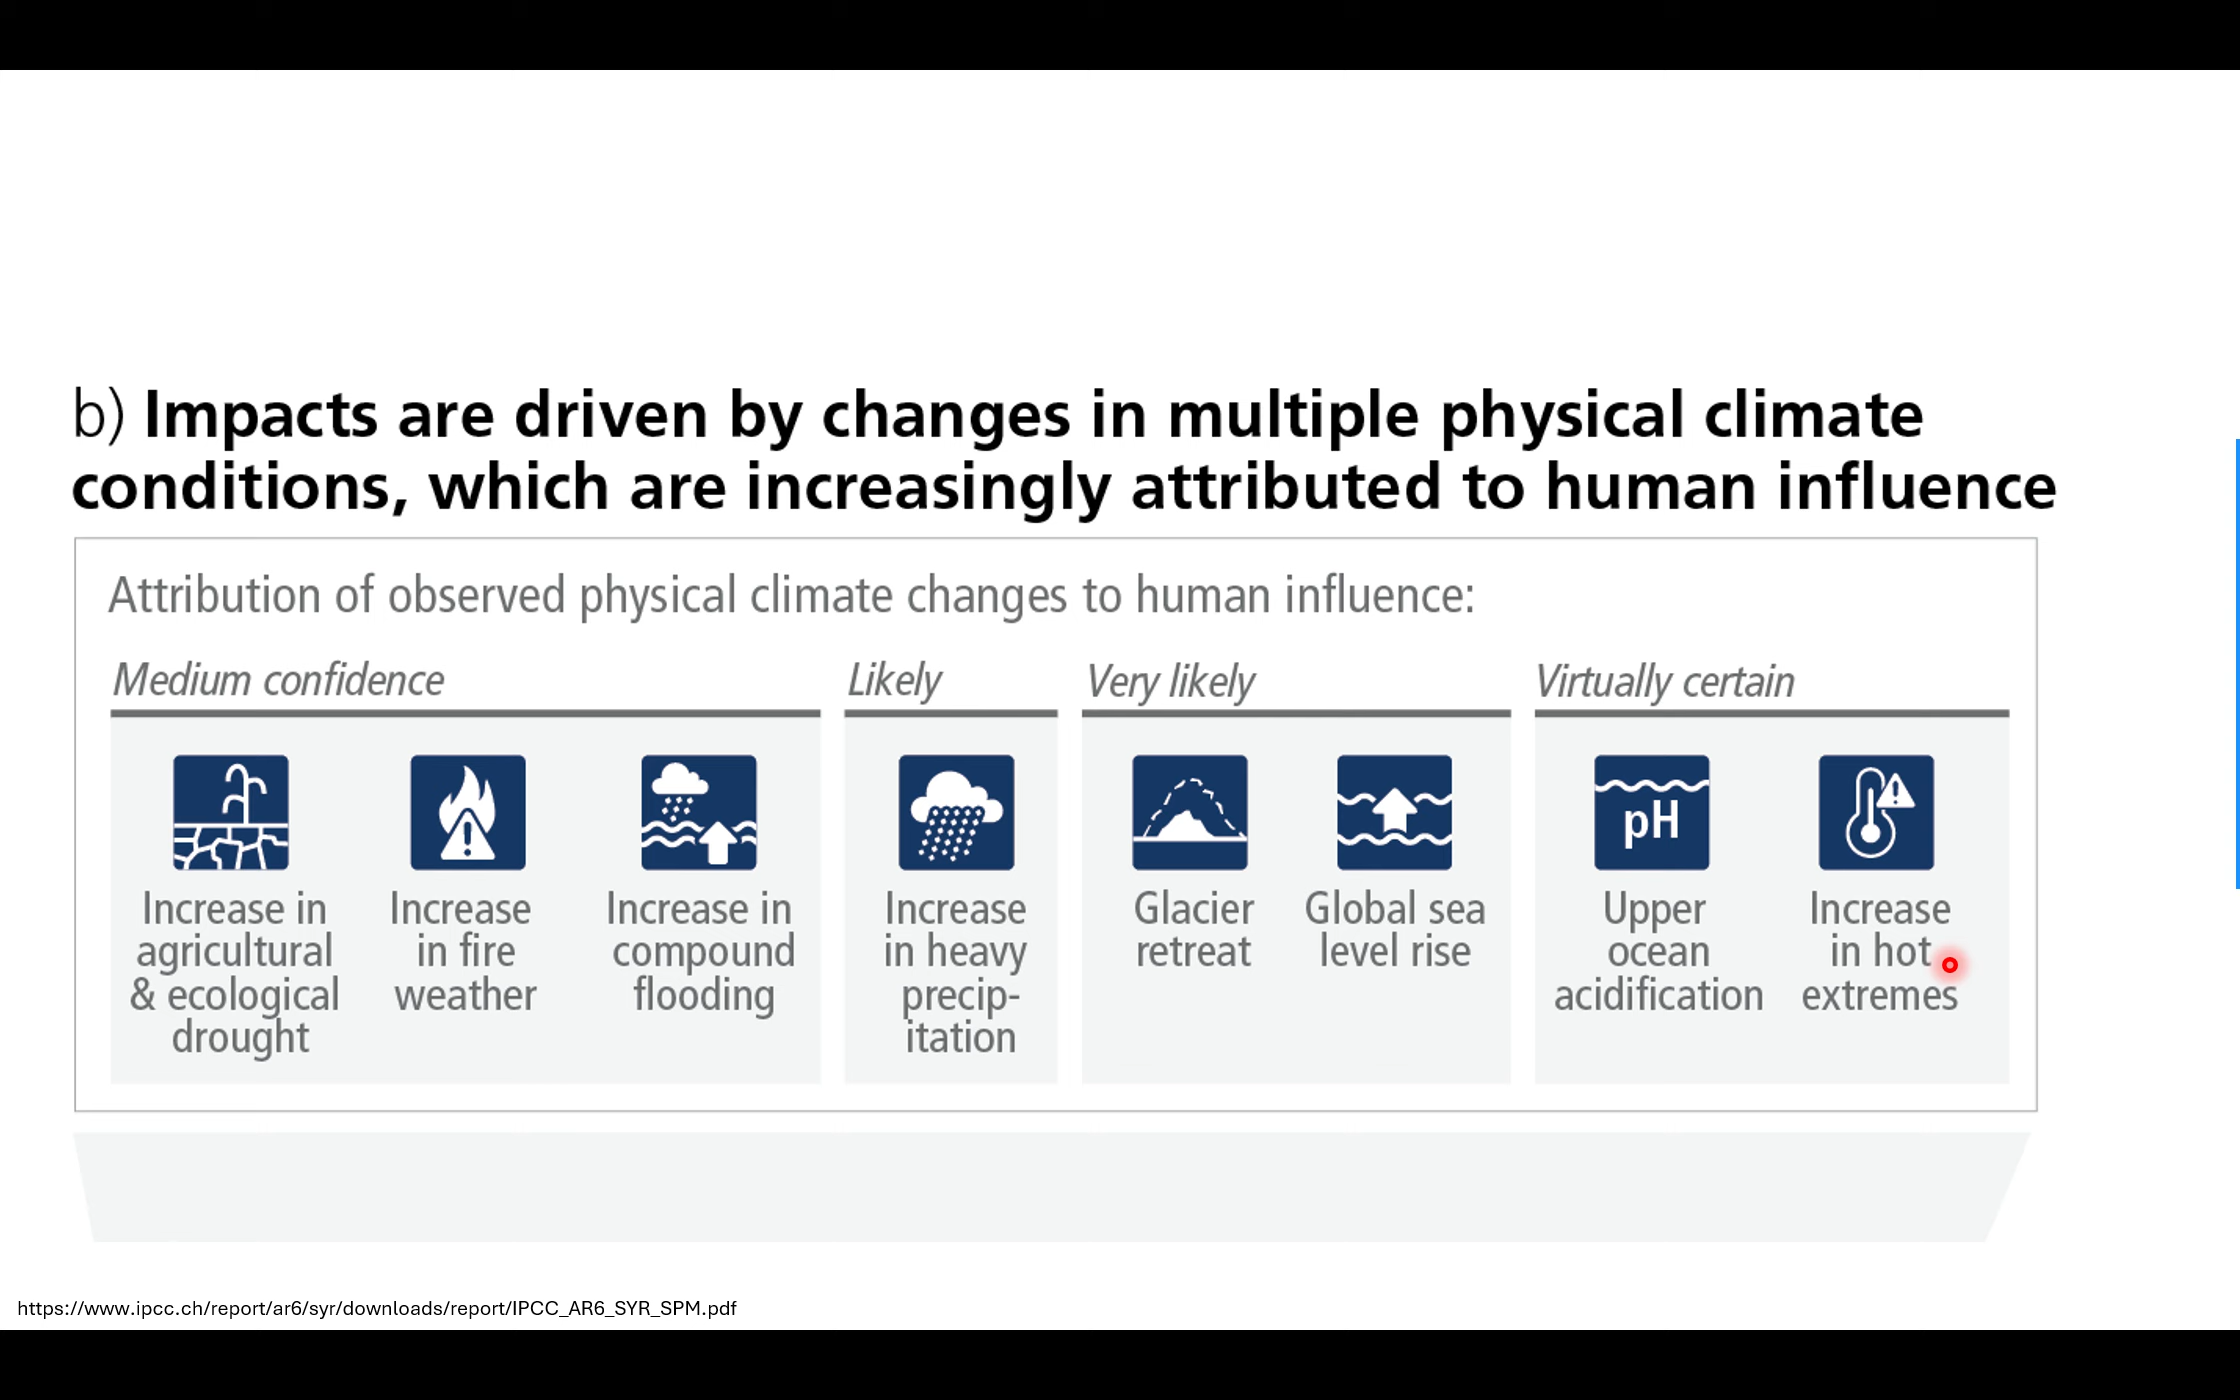 b) Impacts are driven by changes in multiple physical climate
conditions, which are increasingly attributed to human influence
Attribution of observed physical climate changes to human influence:
Medium confidence
Increase in
agricultural
& ecological
drought
Increase
in fire
weather
Increase in
compound
flooding
Likely
Increase
in heavy
precip-
itation
Very likely
Glacier
retreat
Global sea
level rise
Virtually certain
pH
Upper
ocean
acidification
Increase
in hot
extremes
https://www.ipcc.ch/report/ar6/syr/downloads/report/IPCC_AR6_SYR_SPM.pdf